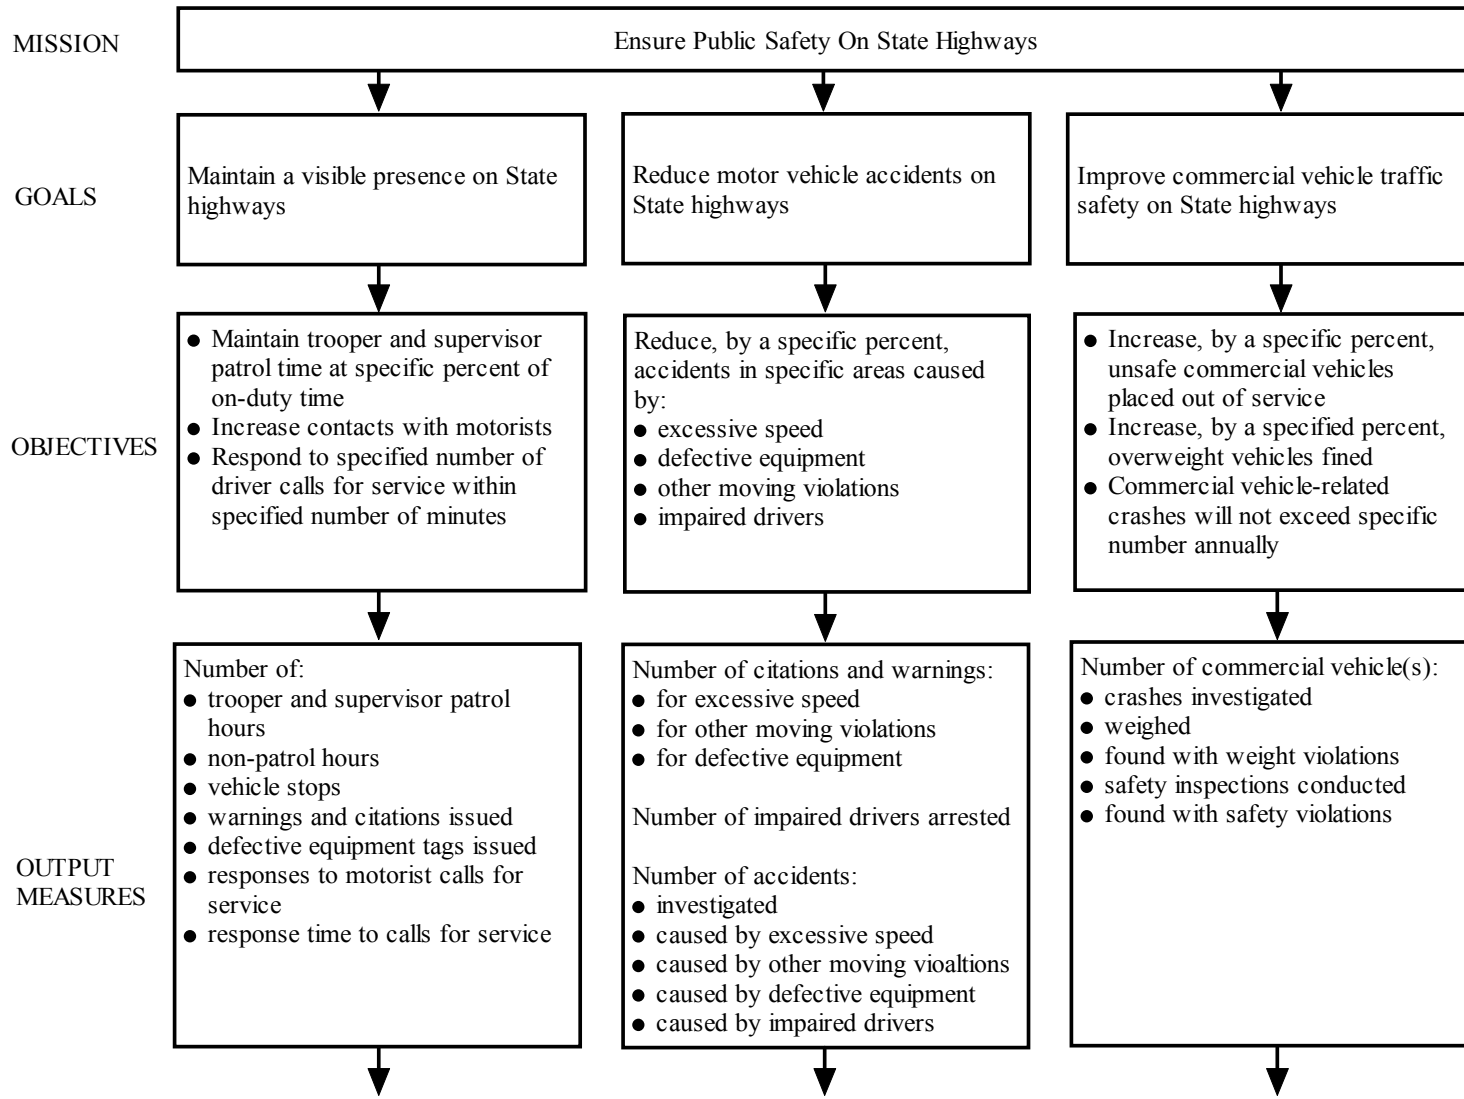 MISSION
Ensure Public Safety On State Highways
GOALS
Maintain a visible presence on State
highways
Reduce motor vehicle accidents on
State highways
Improve commercial vehicle traffic
safety on State highways
OBJECTIVES
● Maintain trooper and supervisor
patrol time at specific percent of
on-duty time
● Increase contacts with motorists
● Respond to specified number of
driver calls for service within
specified number of minutes
Reduce, by a specific percent,
accidents in specific areas caused
by:
● excessive speed
● defective equipment
● other moving violations
● impaired drivers
● Increase, by a specific percent,
unsafe commercial vehicles
placed out of service
● Increase, by a specified percent,
overweight vehicles fined
● Commercial vehicle-related
crashes will not exceed specific
number annually
OUTPUT
MEASURES
Number of:
● trooper and supervisor patrol
hours
● non-patrol hours
● vehicle stops
● warnings and citations issued
● defective equipment tags issued
● responses to motorist calls for
service
● response time to calls for service
Number of citations and warnings:
● for excessive speed
● for other moving violations
● for defective equipment
Number of impaired drivers arrested
Number of accidents:
● investigated
● caused by excessive speed
● caused by other moving vioaltions
● caused by defective equipment
● caused by impaired drivers
Number of commercial vehicle(s):
● crashes investigated
● weighed
● found with weight violations
● safety inspections conducted
● found with safety violations